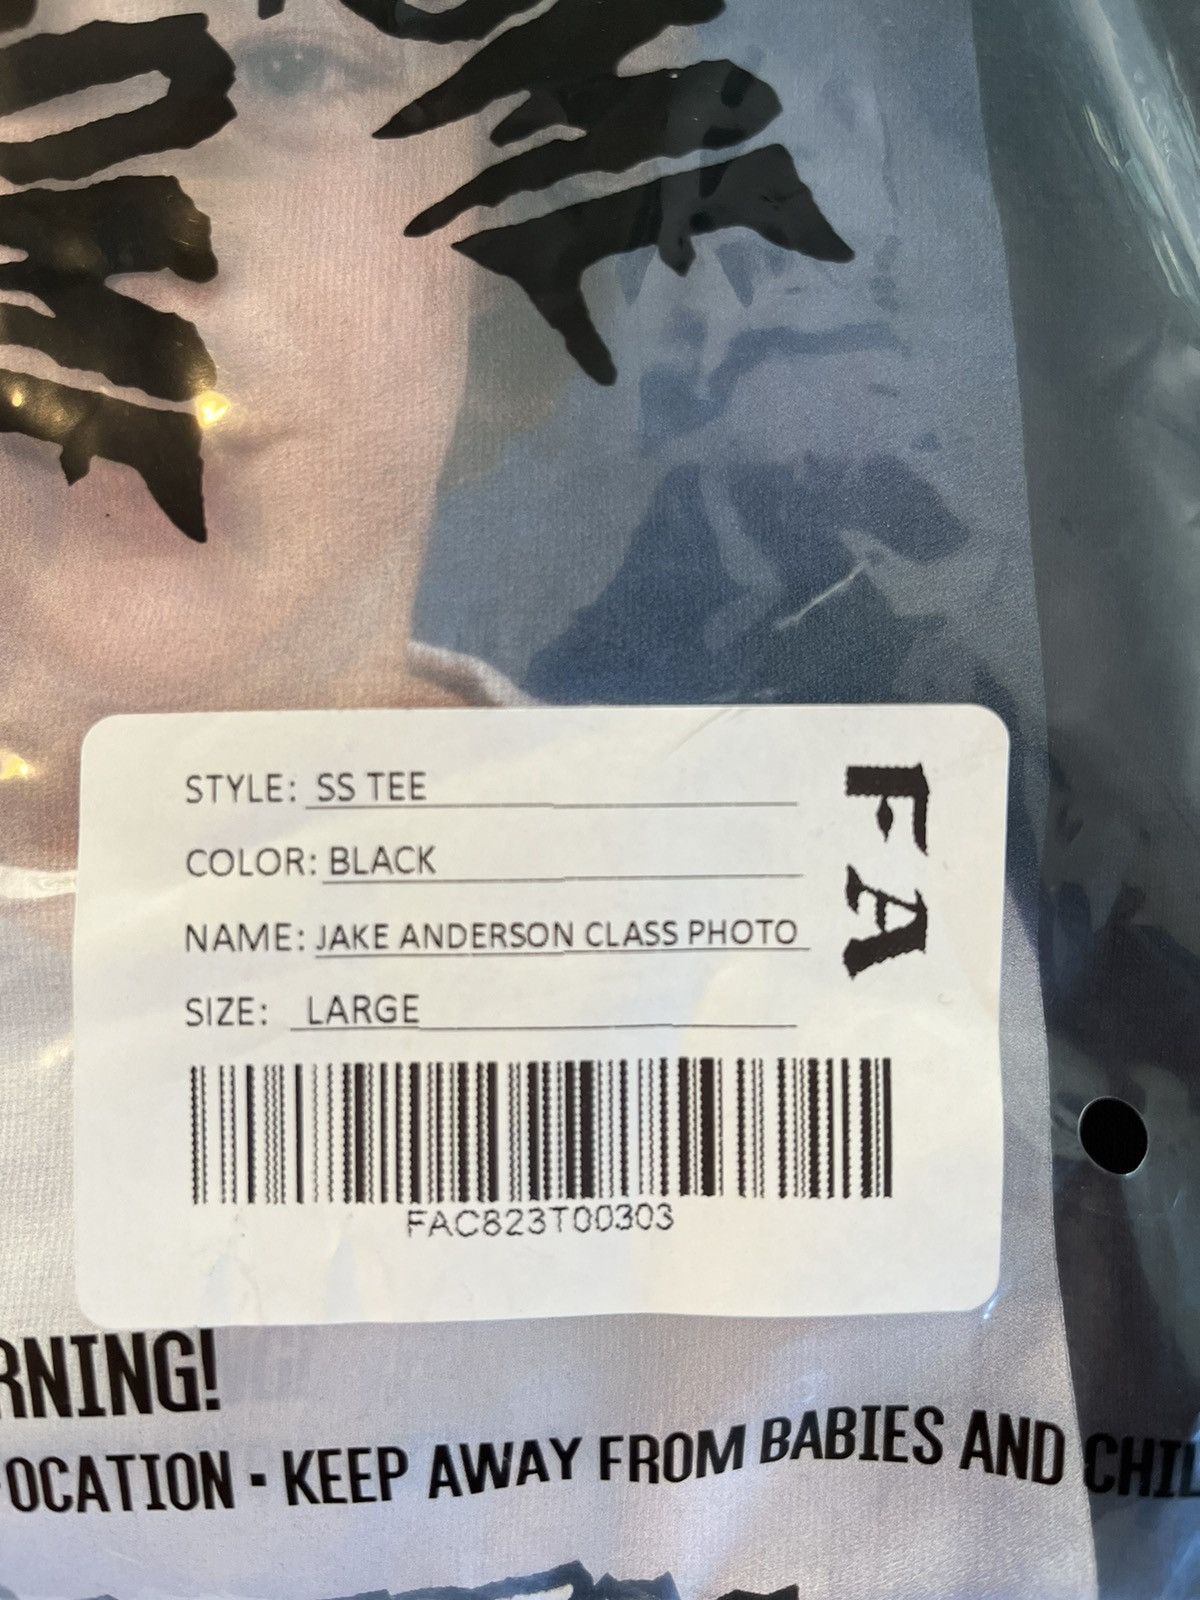 STYLE: SS TEE
COLOR: BLACK
NAME: JAKE ANDERSON CLASS PHOTO
SIZE: LARGE
FA
FAC823T00303
RNING!
OCATION - KEEP AWAY FROM BABIES AND CHIL